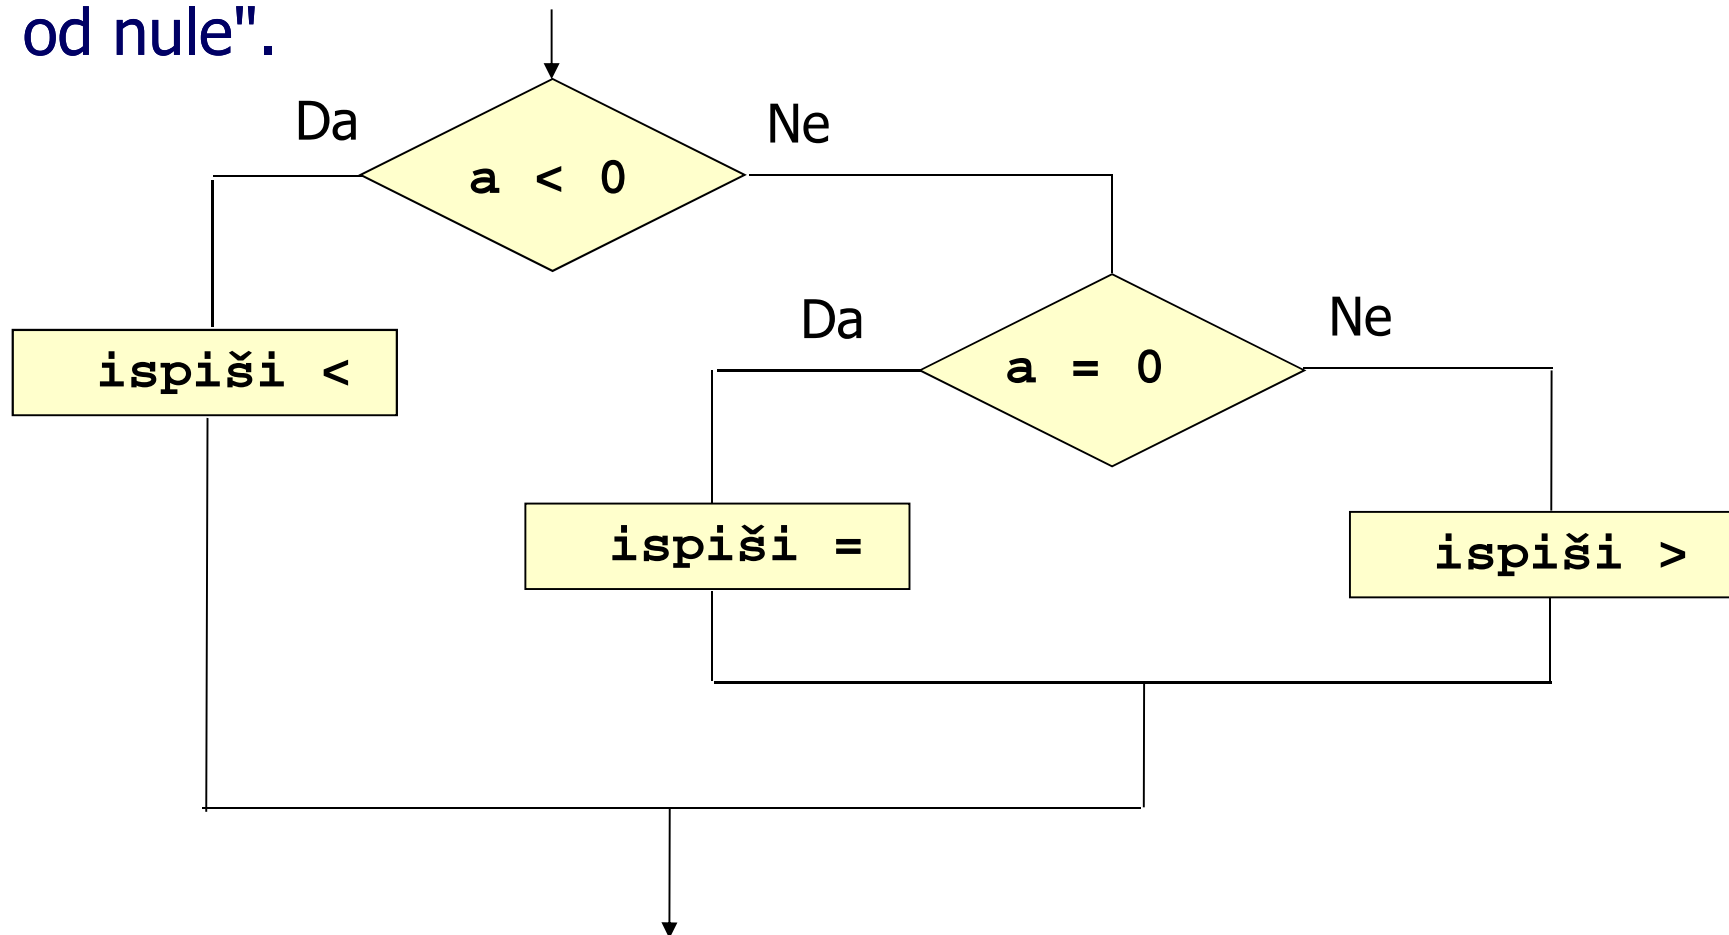 od nule".
Da
Ne
a < 0
Da
Ne
ispiši <
a = 0
ispiši =
ispiši >